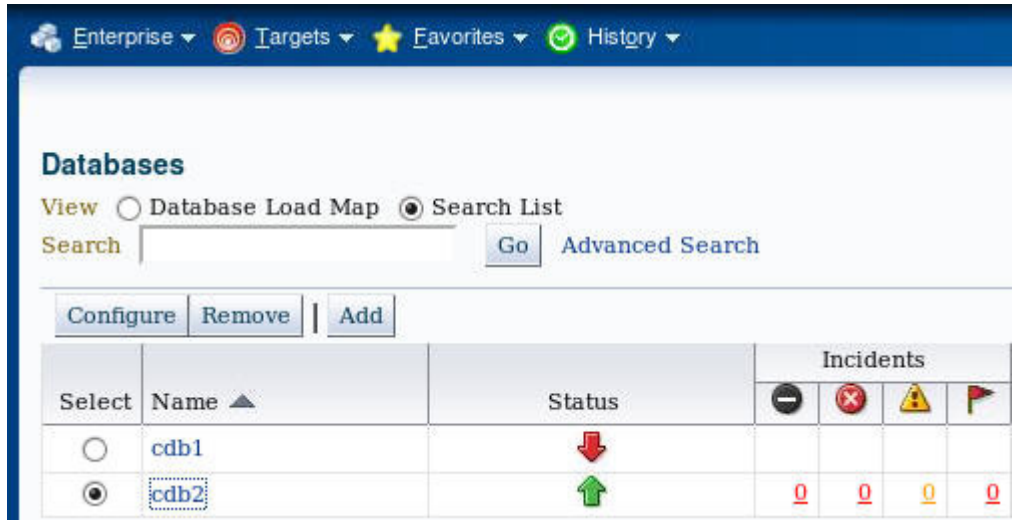 Enterprise Targets Favorites History
Databases
View Database Load Map Search List
Search Go Advanced Search
Configure Remove | Add
Incidents
Select Name Status
cdb1
cdb2 0 0 0 0